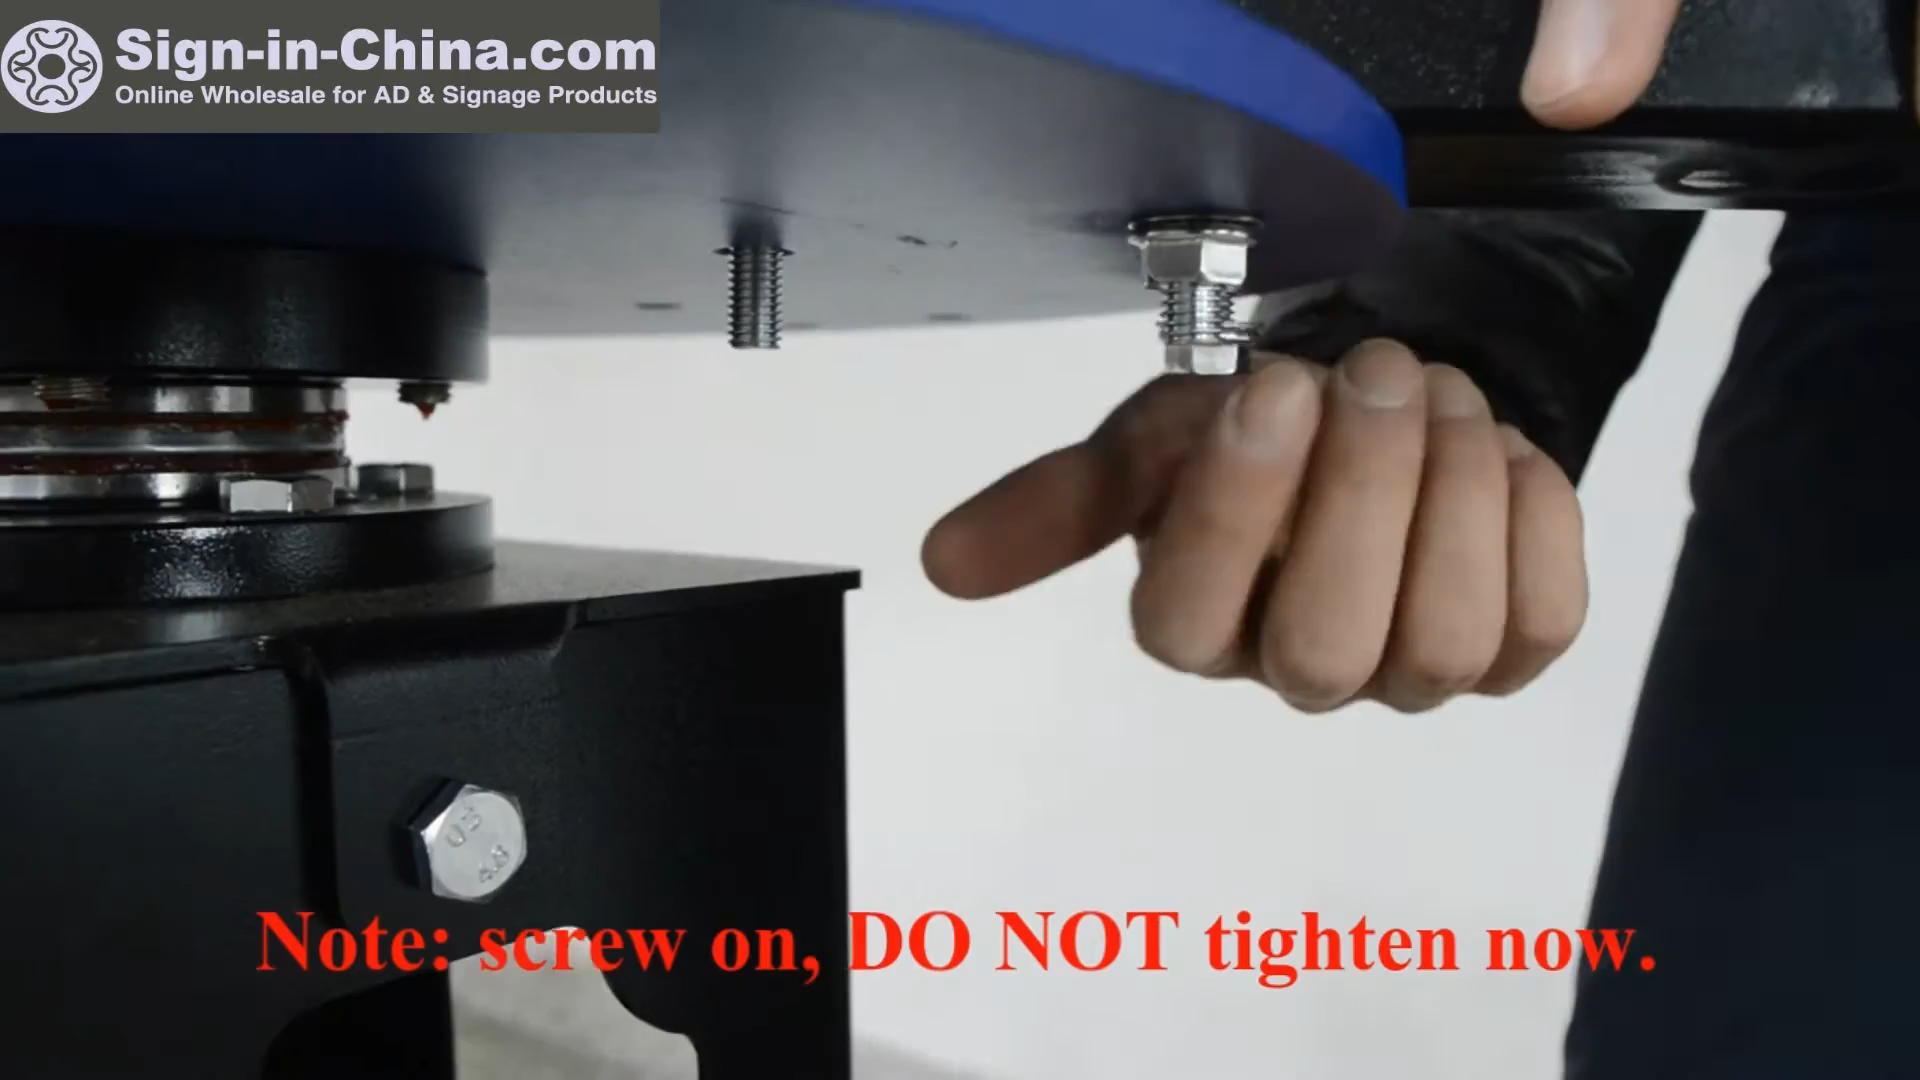 Sign-in-China.com
Online Wholesale for AD & Signage Products
Note: screw on, DO NOT tighten now.